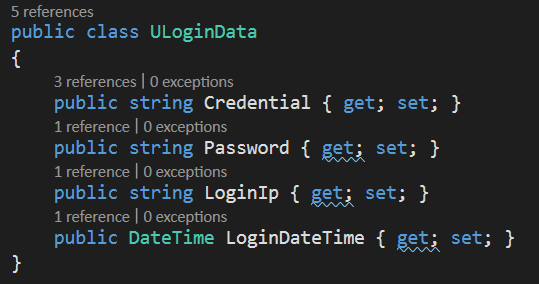 5 references
public class ULoginData
{
3 references | 0 exceptions
public string Credential { get; set; }
1 reference | 0 exceptions
public string Password { get; set; }
1 reference | 0 exceptions
public string LoginIp { get; set; }
1 reference | 0 exceptions
public DateTime LoginDateTime { get; set; }
}